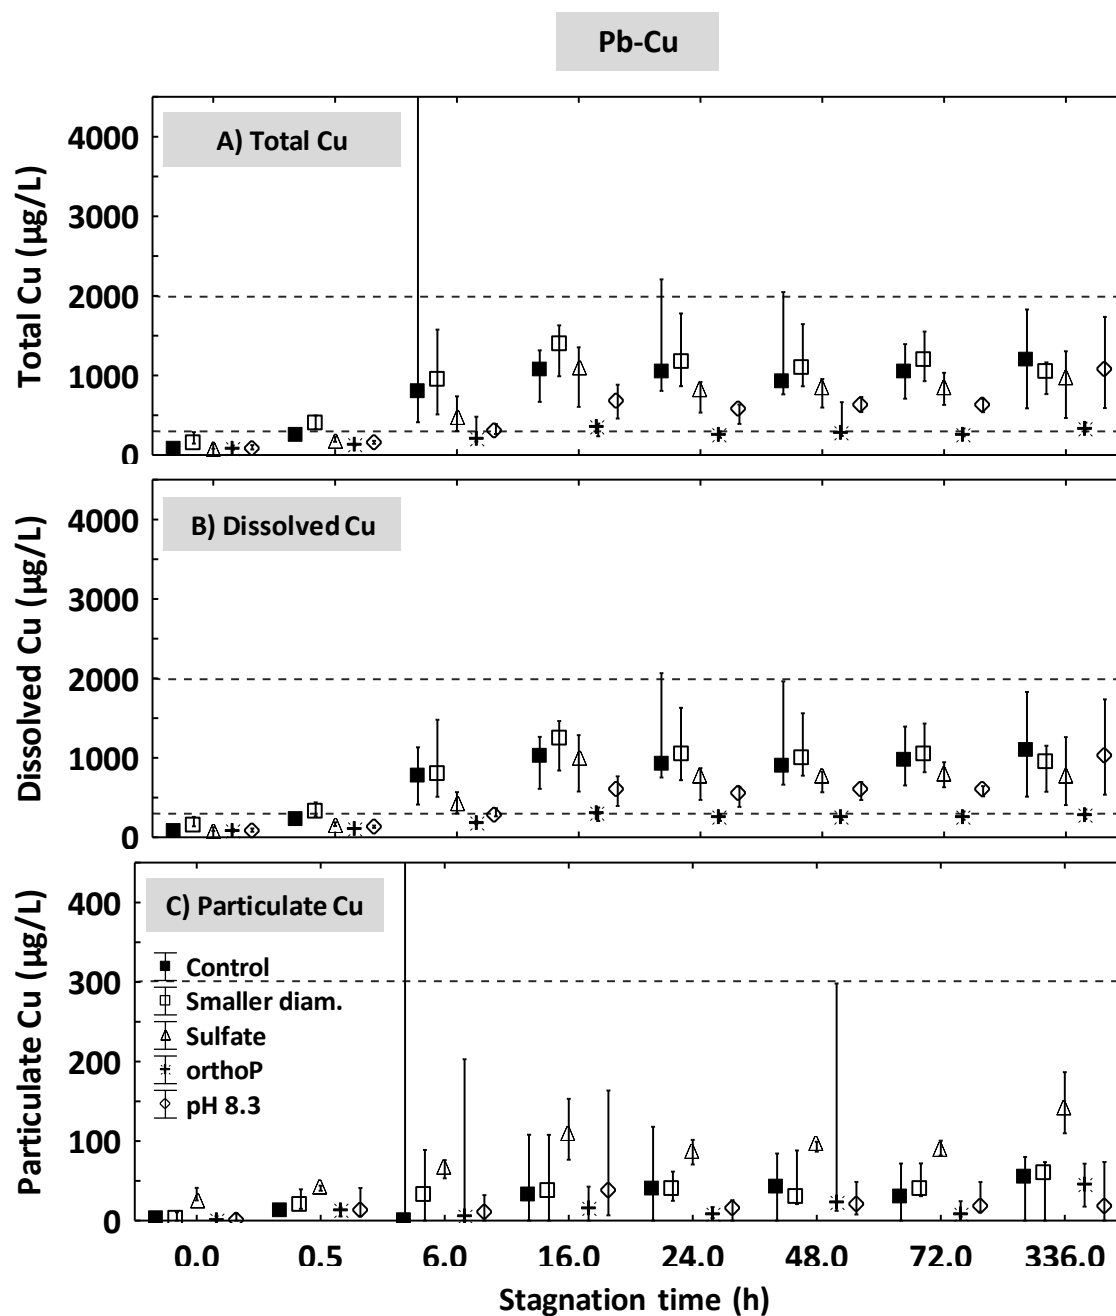 Pb-Cu
A) Total Cu
Total Cu (µg/L)
4000
3000
2000
1000
0
B) Dissolved Cu
Dissolved Cu (µg/L)
4000
3000
2000
1000
0
C) Particulate Cu
Particulate Cu (µg/L)
400
300
200
100
0
Control
Smaller diam.
Sulfate
orthoP
pH 8.3
0.0 0.5 6.0 16.0 24.0 48.0 72.0 336.0
Stagnation time (h)